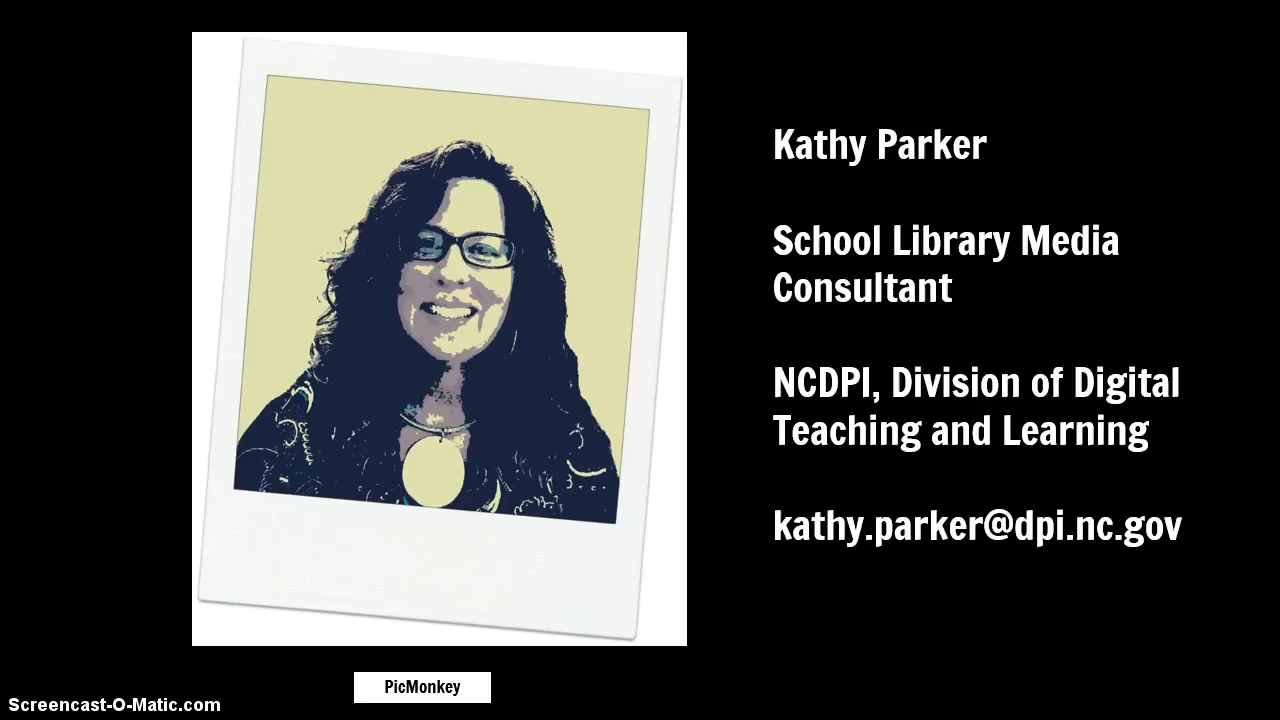 Kathy Parker
School Library Media
Consultant
NCDPI, Division of Digital
Teaching and Learning
kathy.parker@dpi.nc.gov
PicMonkey
Screencast-O-Matic.com